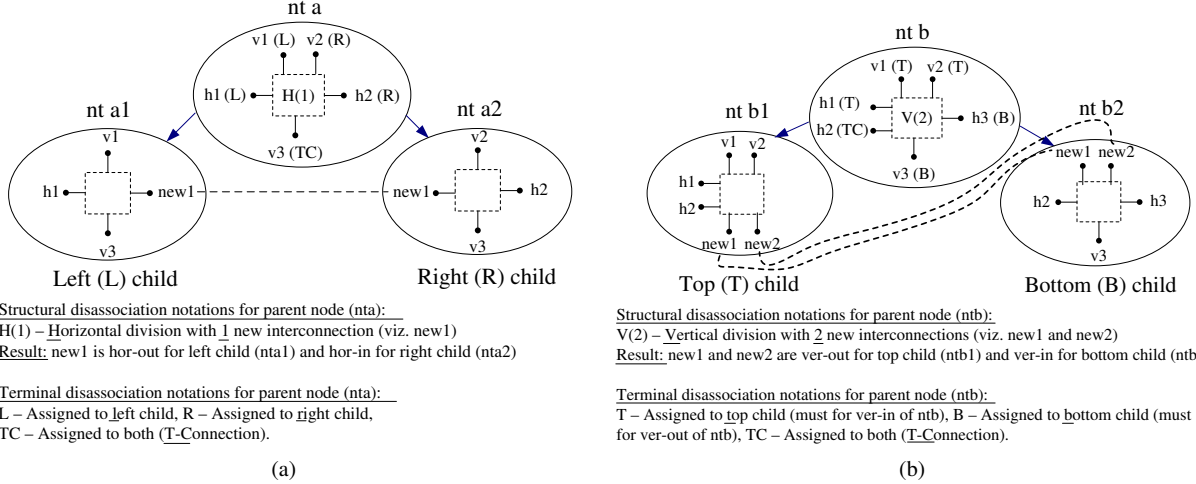 nt a
v1 (L) v2 (R)
h1 (L) H(1) h2 (R)
v3 (TC)
nt a1
v1
h1 new1
v3
Left (L) child
nt a2
v2
new1 h2
v3
Right (R) child
Structural disassociation notations for parent node (nta):
H(1) – Horizontal division with 1 new interconnection (viz. new1)
Result: new1 is hor-out for left child (nta1) and hor-in for right child (nta2)
Terminal disassociation notations for parent node (nta):
L – Assigned to left child, R – Assigned to right child,
TC – Assigned to both (T-Connection).
(a)
nt b
v1 (T) v2 (T)
h1 (T)
h2 (TC) V(2) h3 (B)
v3 (B)
nt b1
v1 v2
h1
h2
new1 new2
Top (T) child
nt b2
new1 new2
h2 h3
v3
Bottom (B) child
Structural disassociation notations for parent node (ntb):
V(2) – Vertical division with 2 new interconnections (viz. new1 and new2)
Result: new1 and new2 are ver-out for top child (ntb1) and ver-in for bottom child (ntb
Terminal disassociation notations for parent node (ntb):
T – Assigned to top child (must for ver-in of ntb), B – Assigned to bottom child (must
for ver-out of ntb), TC – Assigned to both (T-Connection).
(b)